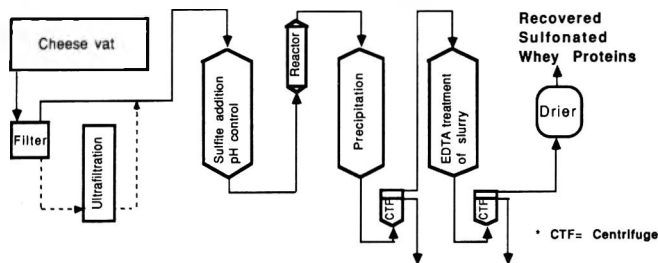 Recovered
Sulfonated
Whey Proteins
Cheese vat
Filter
Ultrafiltration
Sulfite addition
pH control
Reactor
Precipitation
CTF
EDTA treatment
of slurry
CTF
Drier
* CTF= Centrifuge